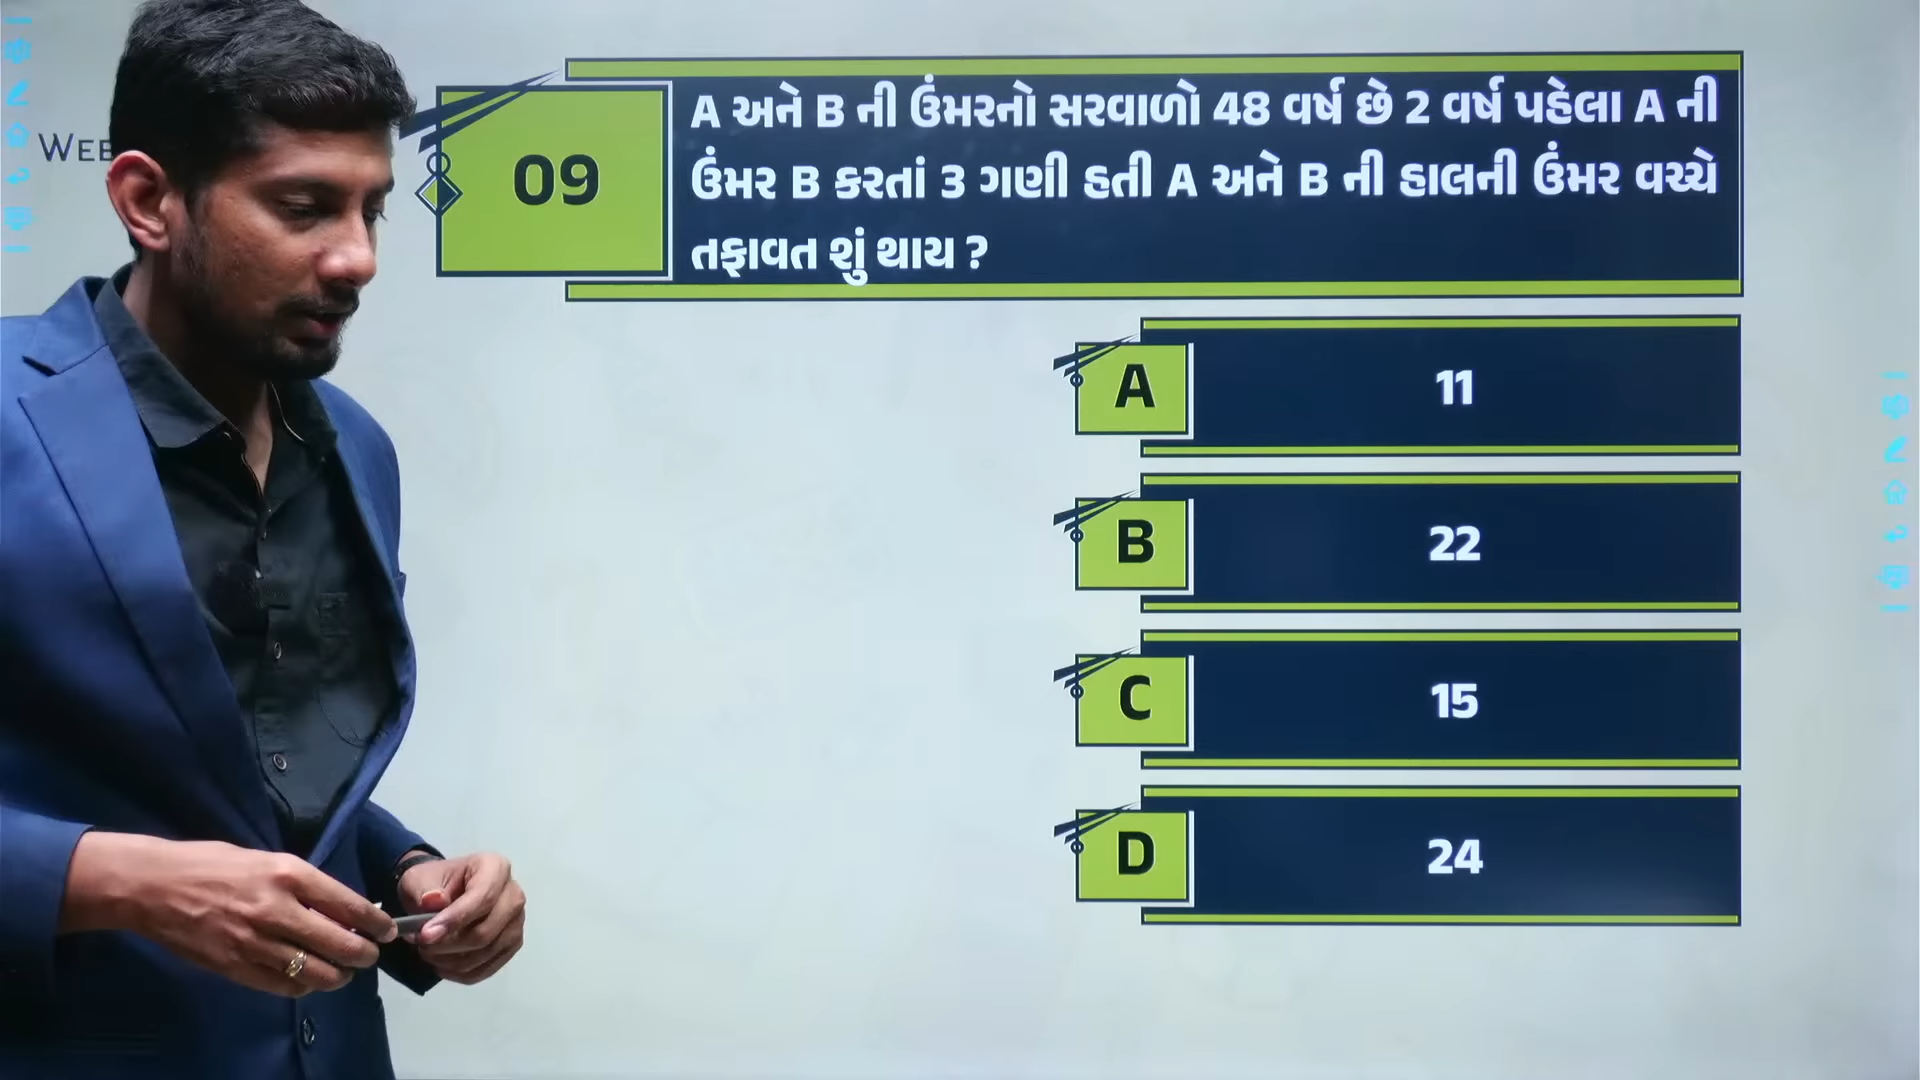 09
A અને B ની ઉંમરનો સરવાળો 48 વર્ષ છે 2 વર્ષ પહેલા A ની
ઉંમર B કરતાં 3 ગણી હતી A અને B ની હાલની ઉંમર વચ્ચે
તફાવત શું થાય ?
A 11
B 22
C 15
D 24